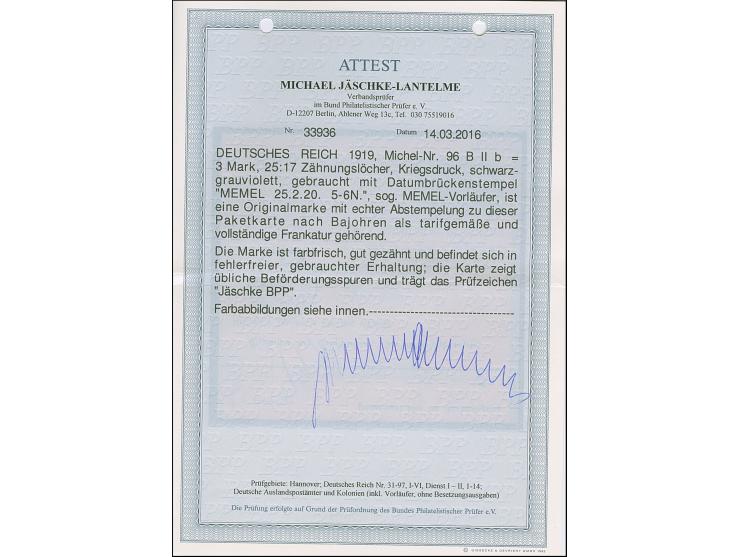 ATTEST
MICHAEL JÄSCHKE-LANTELME
Verbandsprüfer
im Bund Philatelistischer Prüfer e. V.
D-12207 Berlin, Ahlener Weg 13c, Tel. 030 75519016
Nr. 33936 Datum 14.03.2016
DEUTSCHES REICH 1919, Michel-Nr. 96 B II b =
3 Mark, 25:17 Zähnungslöcher, Kriegsdruck, schwarz-
grauviolett, gebraucht mit Datumbrückenstempel
"MEMEL 25.2.20. 5-6N.", sog. MEMEL-Vorläufer, ist
eine Originalmarke mit echter Abstempelung zu dieser
Paketkarte nach Bajohren als tarifgemäße und
vollständige Frankatur gehörend.
Die Marke ist farbfrisch, gut gezähnt und befindet sich in
fehlerfreier, gebrauchter Erhaltung; die Karte zeigt
übliche Beförderungsspuren und trägt das Prüfzeichen
"Jäschke BPP".
Farbabbildungen siehe innen.------------------------------------
Prüfgebiete: Hannover; Deutsches Reich Nr. 31-97, I-VI, Dienst I – II, 1-14;
Deutsche Auslandspostämter und Kolonien (inkl. Vorläufer, ohne Besetzungsausgaben)
Die Prüfung erfolgte auf Grund der Prüfordnung des Bundes Philatelistischer Prüfer e.V.
© GIESECKE & DEVRIENT GMBH